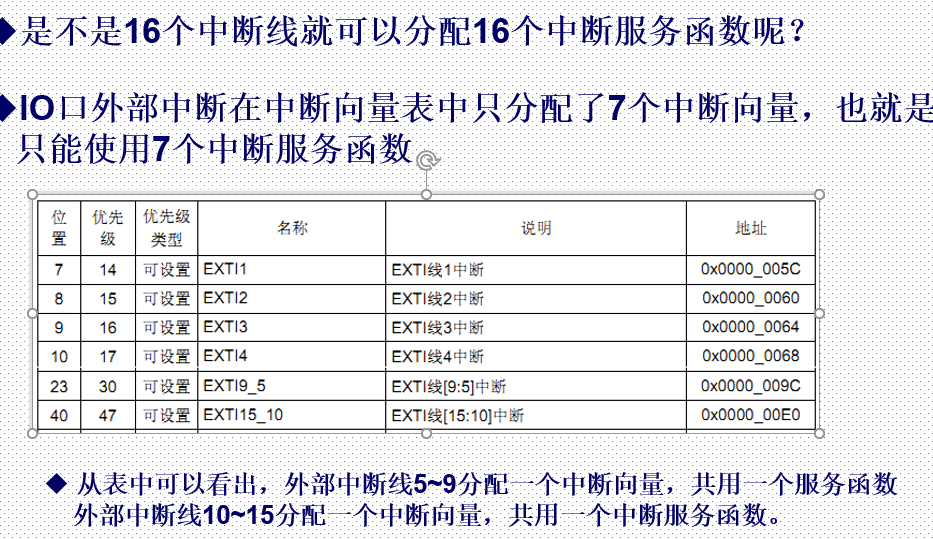 ◆是不是16个中断线就可以分配16个中断服务函数呢？
◆IO口外部中断在中断向量表中只分配了7个中断向量，也就是
只能使用7个中断服务函数
位置 优先级 优先级类型 名称 说明 地址
7 14 可设置 EXTI1 EXTI线1中断 0x0000_005C
8 15 可设置 EXTI2 EXTI线2中断 0x0000_0060
9 16 可设置 EXTI3 EXTI线3中断 0x0000_0064
10 17 可设置 EXTI4 EXTI线4中断 0x0000_0068
23 30 可设置 EXTI9_5 EXTI线[9:5]中断 0x0000_009C
40 47 可设置 EXTI15_10 EXTI线[15:10]中断 0x0000_00E0
◆ 从表中可以看出，外部中断线5~9分配一个中断向量，共用一个服务函数
外部中断线10~15分配一个中断向量，共用一个中断服务函数。